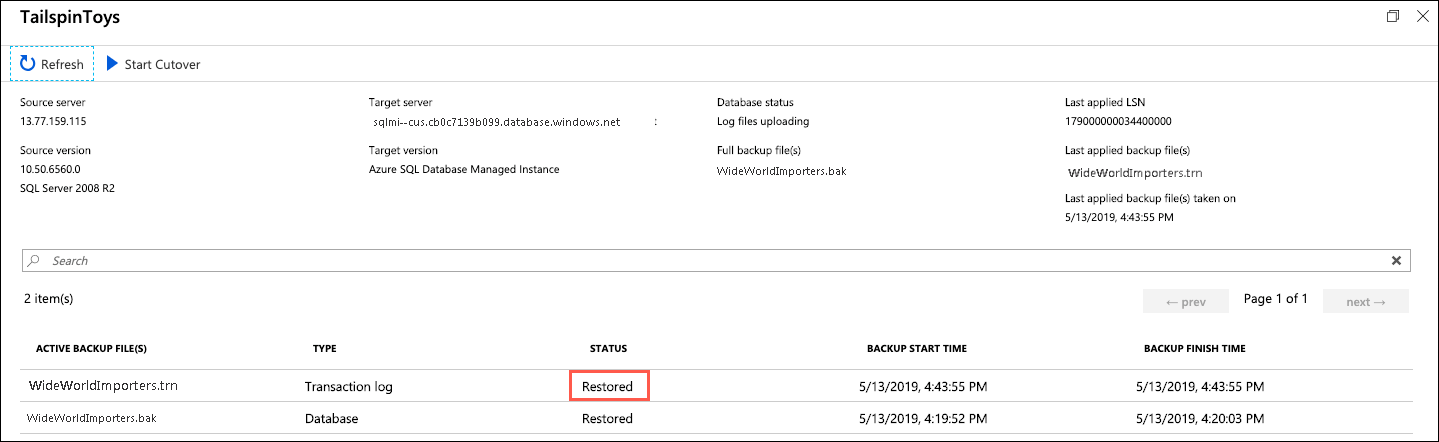 TailspinToys
Refresh Start Cutover
Source server Target server Database status Last applied LSN
13.77.159.115 sqlmi--cus.cb0c7139b099.database.windows.net : Log files uploading 179000000034400000
Source version Target version Full backup file(s) Last applied backup file(s)
10.50.6560.0 Azure SQL Database Managed Instance WideWorldImporters.bak WideWorldImporters.trn
SQL Server 2008 R2 Last applied backup file(s) taken on
5/13/2019, 4:43:55 PM
Search
2 item(s) ← prev Page 1 of 1 next →
ACTIVE BACKUP FILE(S) TYPE STATUS BACKUP START TIME BACKUP FINISH TIME
WideWorldImporters.trn Transaction log Restored 5/13/2019, 4:43:55 PM 5/13/2019, 4:43:55 PM
WideWorldImporters.bak Database Restored 5/13/2019, 4:19:52 PM 5/13/2019, 4:20:03 PM